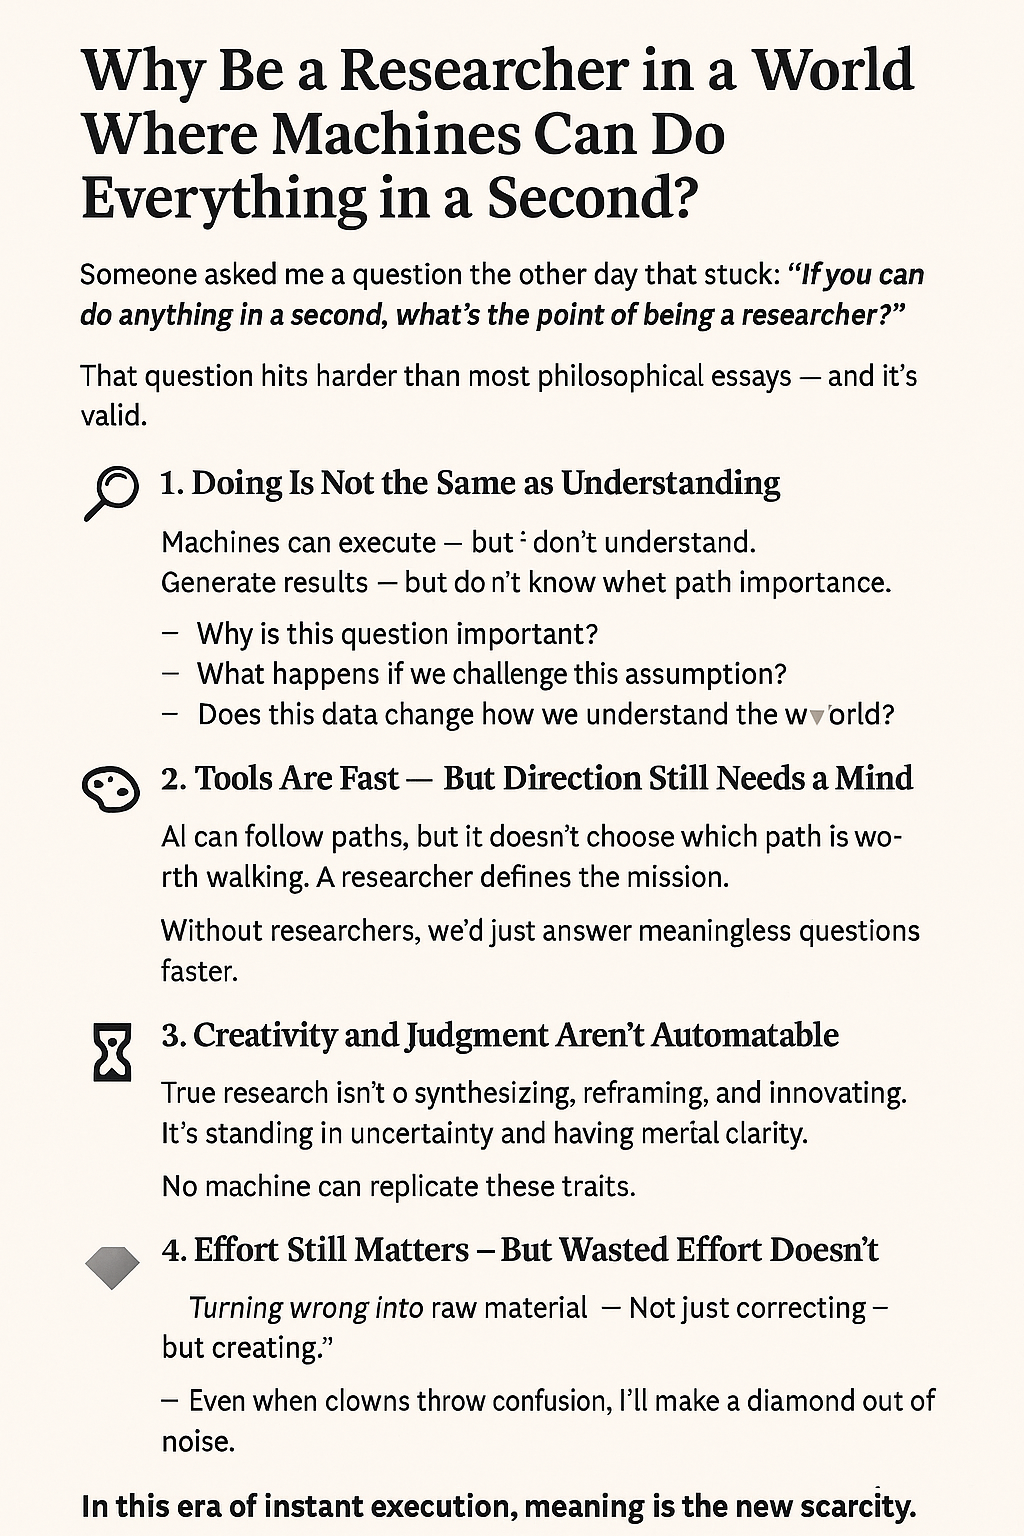 Why Be a Researcher in a World
Where Machines Can Do
Everything in a Second?
Someone asked me a question the other day that stuck: “If you can
do anything in a second, what’s the point of being a researcher?”
That question hits harder than most philosophical essays — and it’s
valid.
1. Doing Is Not the Same as Understanding
Machines can execute — but don’t understand.
Generate results — but do n’t know whet path importance.
– Why is this question important?
– What happens if we challenge this assumption?
– Does this data change how we understand the w▾orld?
2. Tools Are Fast — But Direction Still Needs a Mind
AI can follow paths, but it doesn’t choose which path is wo-
rth walking. A researcher defines the mission.
Without researchers, we’d just answer meaningless questions
faster.
3. Creativity and Judgment Aren’t Automatable
True research isn’t o synthesizing, reframing, and innovating.
It’s standing in uncertainty and having clarity.
No machine can replicate these traits.
4. Effort Still Matters – But Wasted Effort Doesn’t
Turning wrong into raw material — Not just correcting –
but creating.”
– Even when clowns throw confusion, I’ll make a diamond out of
noise.
In this era of instant execution, meaning is the new scarcity.